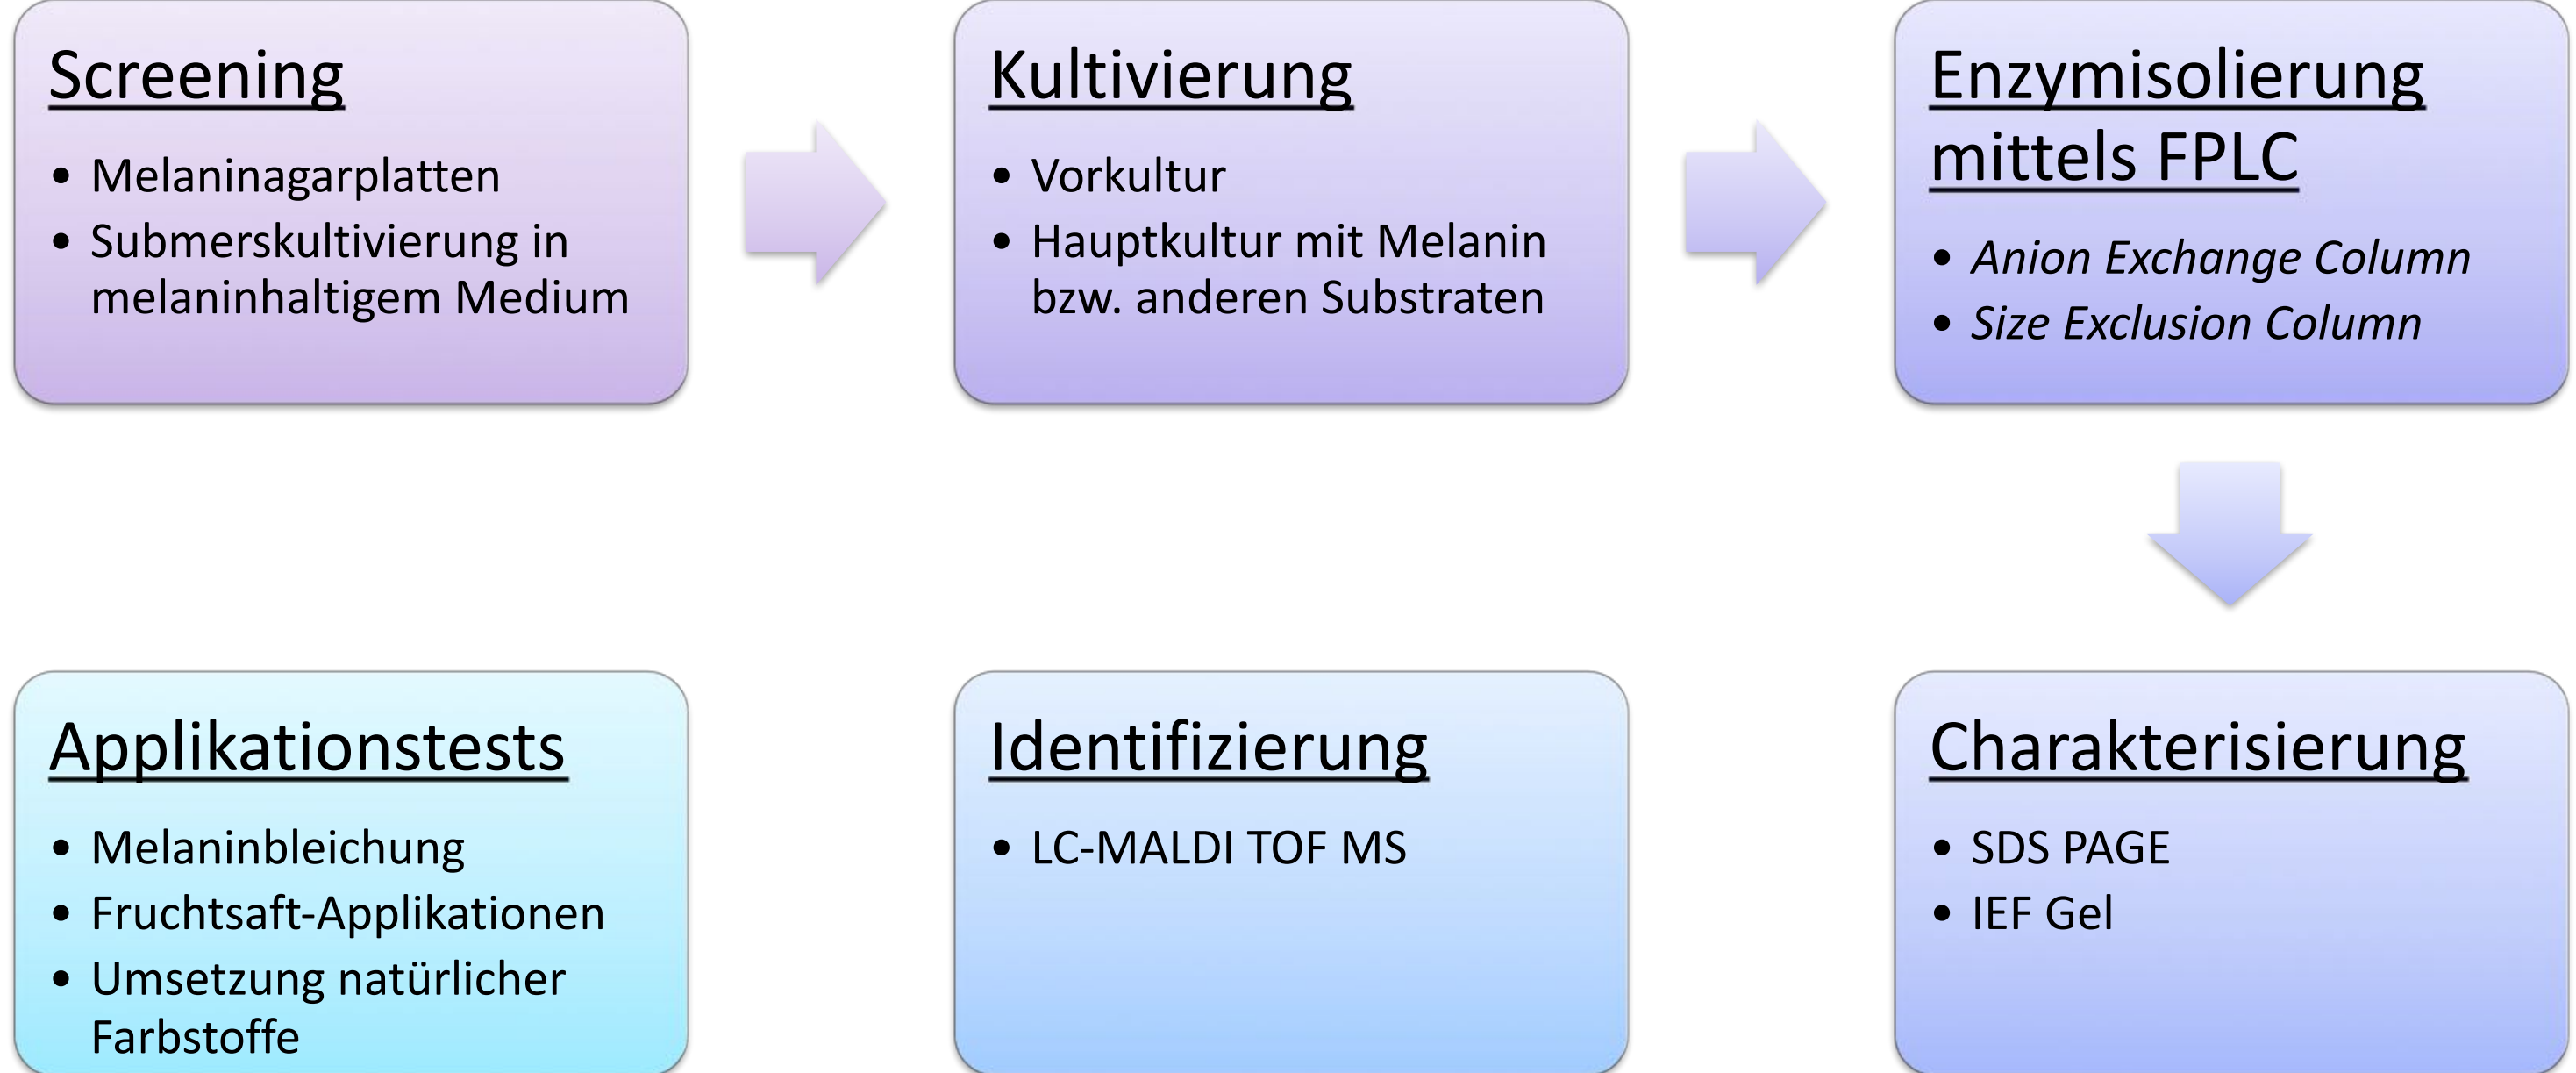 Screening
• Melaninagarplatten
• Submerskultivierung in
melaninhaltigem Medium
Kultivierung
• Vorkultur
• Hauptkultur mit Melanin
bzw. anderen Substraten
Enzymisolierung
mittels FPLC
• Anion Exchange Column
• Size Exclusion Column
Charakterisierung
• SDS PAGE
• IEF Gel
Identifizierung
• LC-MALDI TOF MS
Applikationstests
• Melaninbleichung
• Fruchtsaft-Applikationen
• Umsetzung natürlicher
Farbstoffe